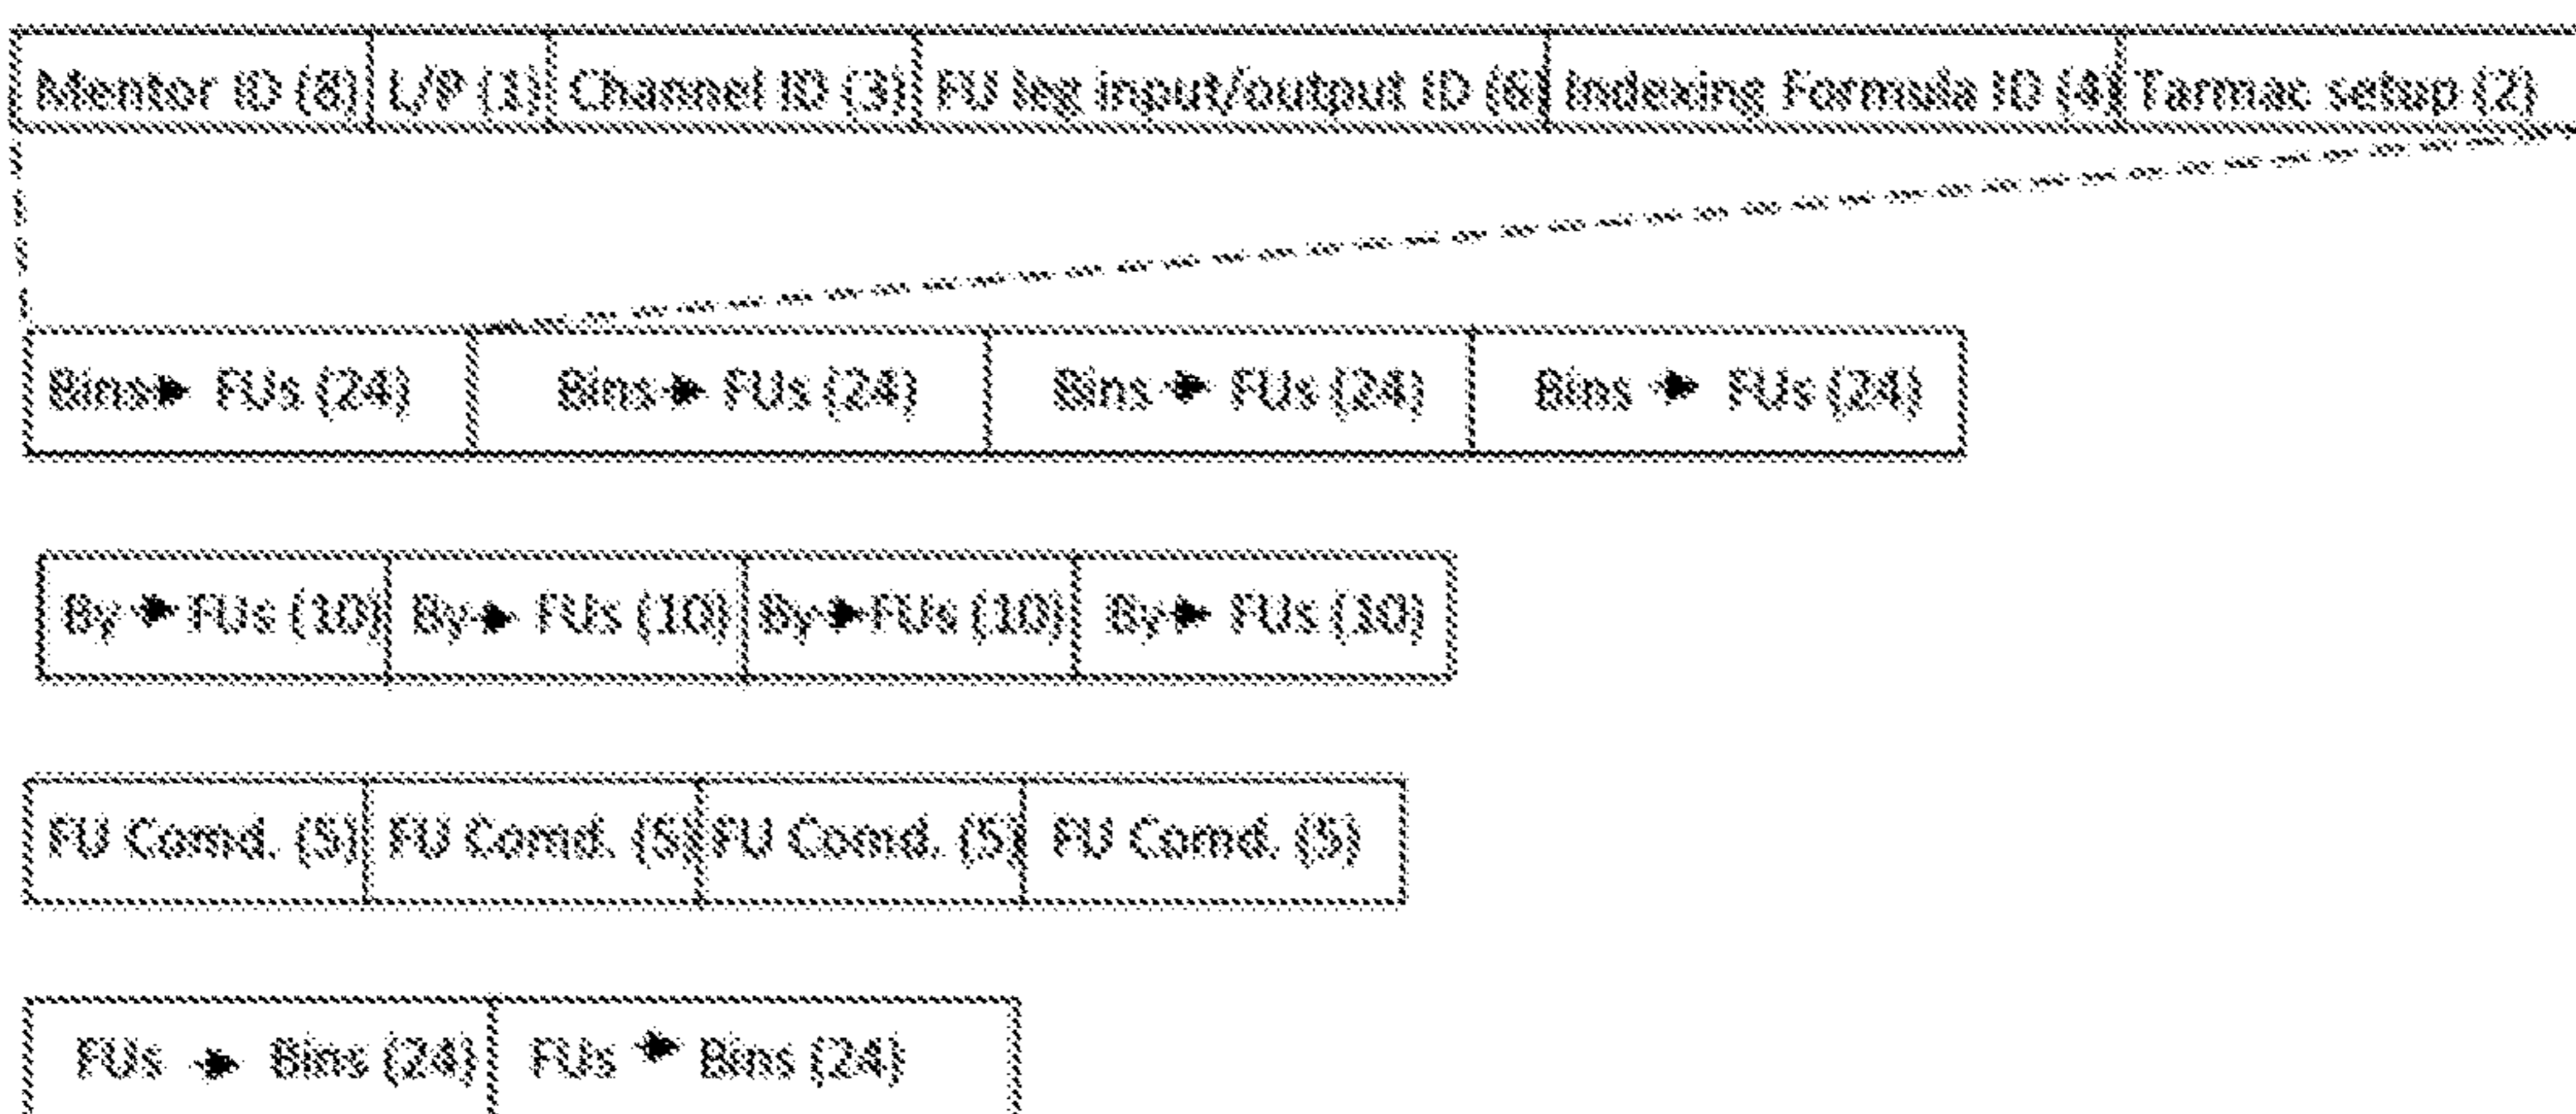 Mentor ID (8) L/P (1) Channel ID (3) FU leg input/output ID (6) Indexing Formula ID (4) Tarmac setup (2)
Bins → FUs (24) Bins → FUs (24) Bins → FUs (24) Bins → FUs (24)
By → FUs (10) By → FUs (10) By → FUs (10) By → FUs (10)
FU Comd. (5) FU Comd. (5) FU Comd. (5) FU Comd. (5)
FUs → Bins (24) FUs → Bins (24)